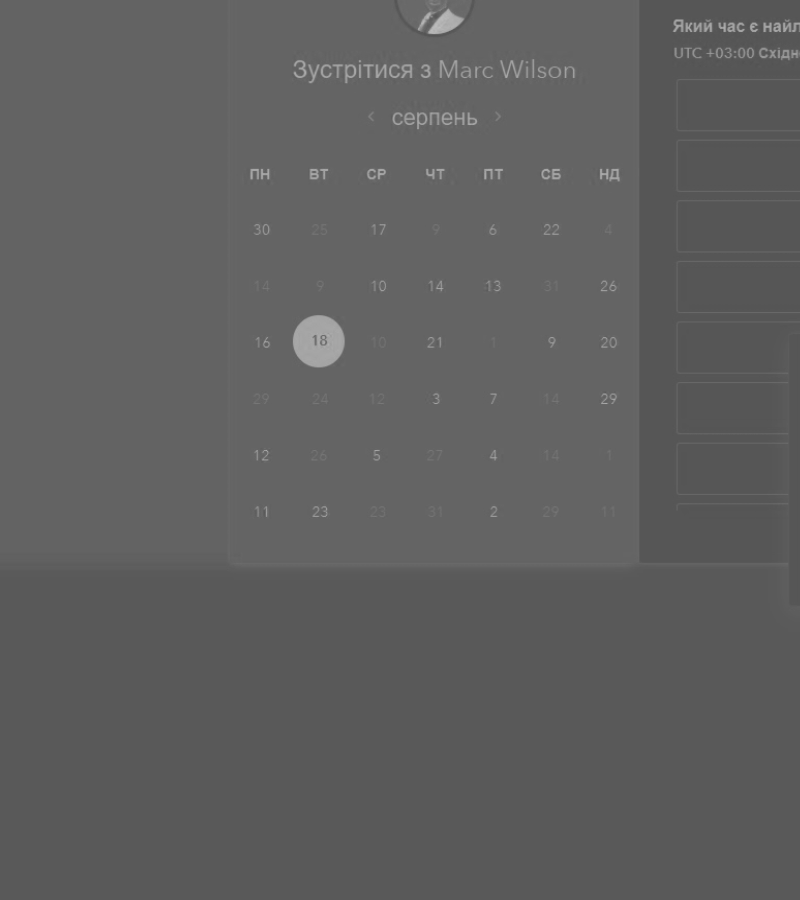 Зустрітися з Marc Wilson
‹ серпень ›
ПН ВТ СР ЧТ ПТ СБ НД
30 25 17 9 6 22 4
14 9 10 14 13 31 26
16 18 10 21 1 9 20
29 24 12 3 7 14 29
12 26 5 27 4 14 1
11 23 23 31 2 29 11
Який час є
UTC +03:00